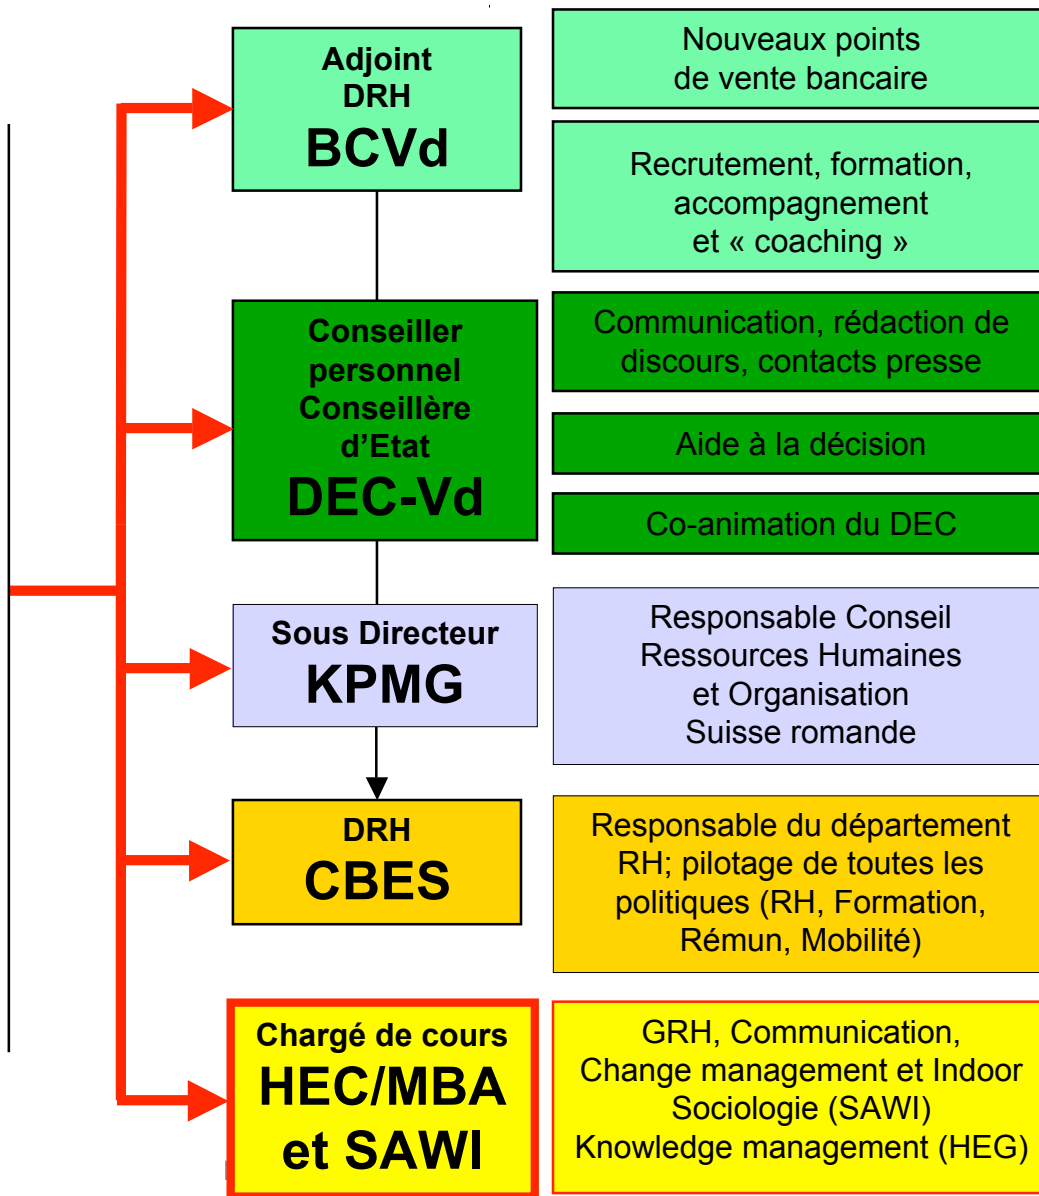 Adjoint
DRH
BCVd
Nouveaux points
de vente bancaire
Recrutement, formation,
accompagnement
et « coaching »
Conseiller
personnel
Conseillère
d’Etat
DEC-Vd
Communication, rédaction de
discours, contacts presse
Aide à la décision
Co-animation du DEC
Sous Directeur
KPMG
Responsable Conseil
Ressources Humaines
et Organisation
Suisse romande
DRH
CBES
Responsable du département
RH; pilotage de toutes les
politiques (RH, Formation,
Rémun, Mobilité)
Chargé de cours
HEC/MBA
et SAWI
GRH, Communication,
Change management et Indoor
Sociologie (SAWI)
Knowledge management (HEG)